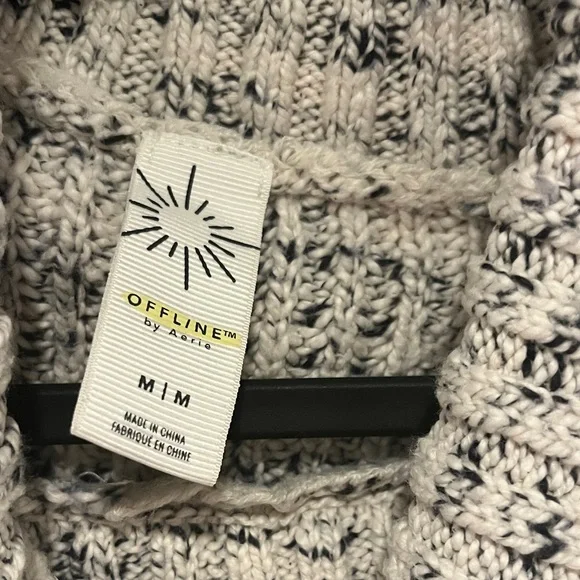 OFFLINE™
by Aerie
M|M
MADE IN CHINA
FABRIQUÉ EN CHINE